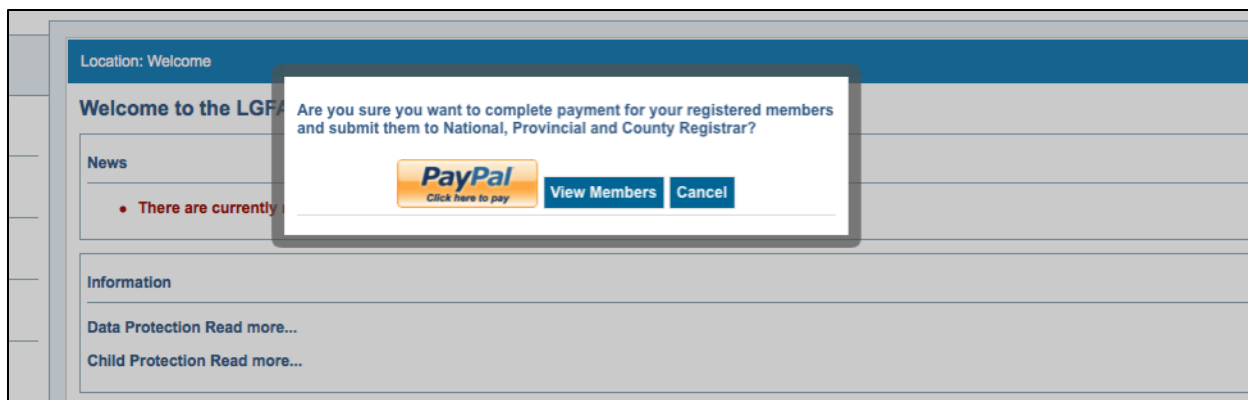 Location: Welcome
Welcome to the LGFA
Are you sure you want to complete payment for your registered members
and submit them to National, Provincial and County Registrar?
News
PayPal
Click here to pay
View Members
Cancel
There are currently
Information
Data Protection Read more...
Child Protection Read more...